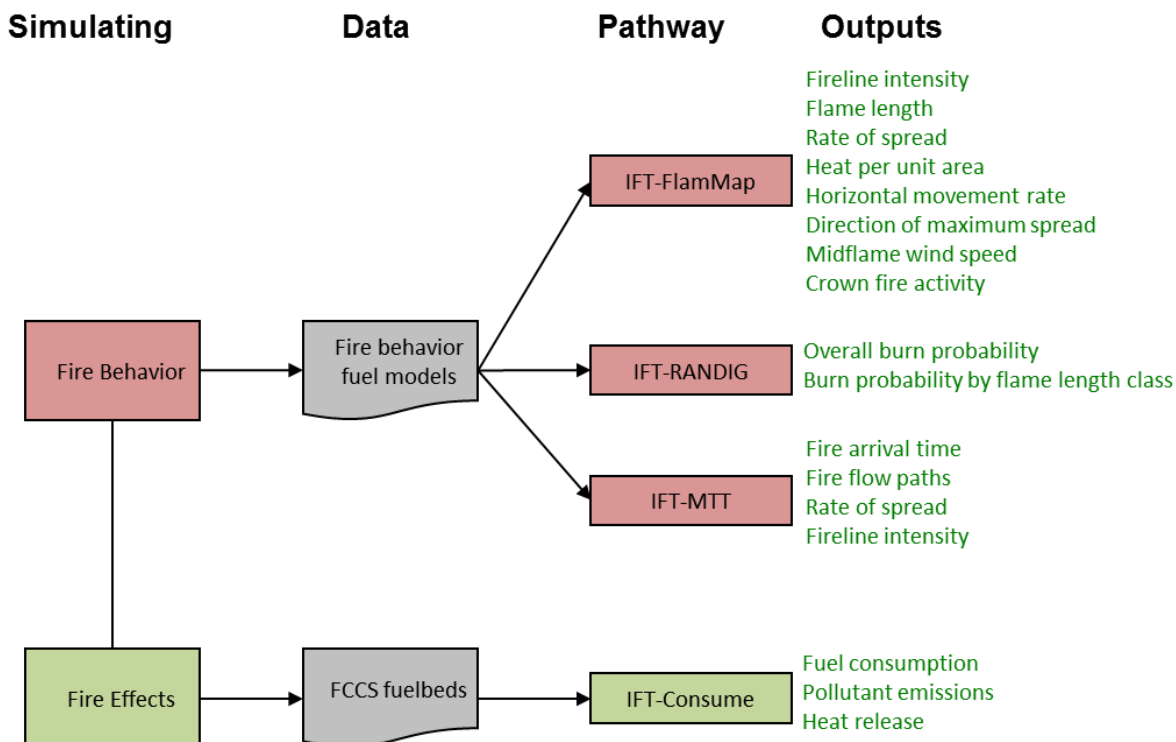 Simulating
Data
Pathway
Outputs
Fire Behavior
Fire behavior
fuel models
IFT-FlamMap
Fireline intensity
Flame length
Rate of spread
Heat per unit area
Horizontal movement rate
Direction of maximum spread
Midflame wind speed
Crown fire activity
IFT-RANDIG
Overall burn probability
Burn probability by flame length class
IFT-MTT
Fire arrival time
Fire flow paths
Rate of spread
Fireline intensity
Fire Effects
FCCS fuelbeds
IFT-Consume
Fuel consumption
Pollutant emissions
Heat release